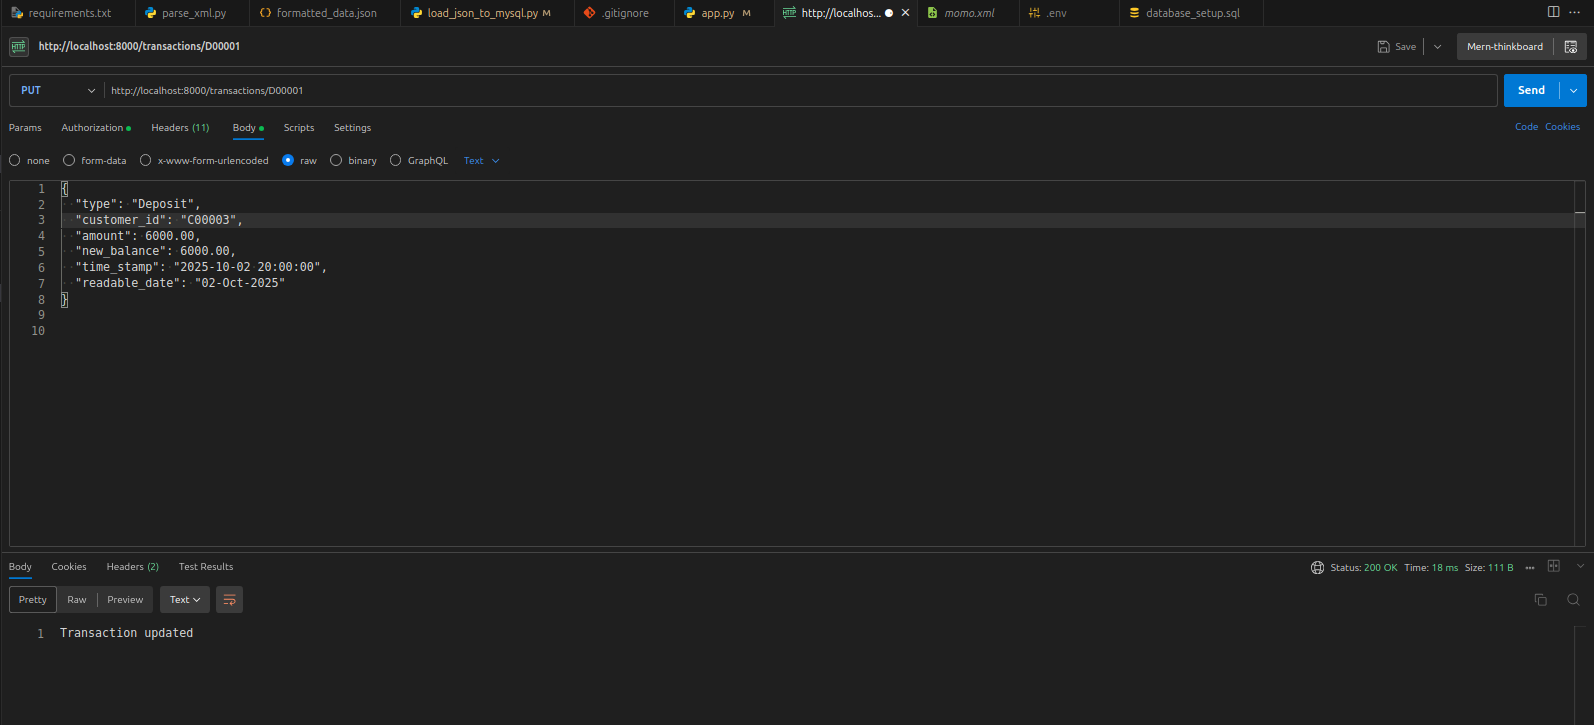 requirements.txt parse_xml.py formatted_data.json load_json_to_mysql.py M .gitignore app.py M http://localhos... momo.xml .env database_setup.sql ...
HTTP http://localhost:8000/transactions/D00001 Save Mern-thinkboard
PUT http://localhost:8000/transactions/D00001 Send
Params Authorization Headers (11) Body Scripts Settings Code Cookies
none form-data x-www-form-urlencoded raw binary GraphQL Text
1 {
2 "type": "Deposit",
3 "customer_id": "C00003",
4 "amount": 6000.00,
5 "new_balance": 6000.00,
6 "time_stamp": "2025-10-02 20:00:00",
7 "readable_date": "02-Oct-2025"
8 }
9
10
Body Cookies Headers (2) Test Results Status: 200 OK Time: 18 ms Size: 111 B ...
Pretty Raw Preview Text
1 Transaction updated